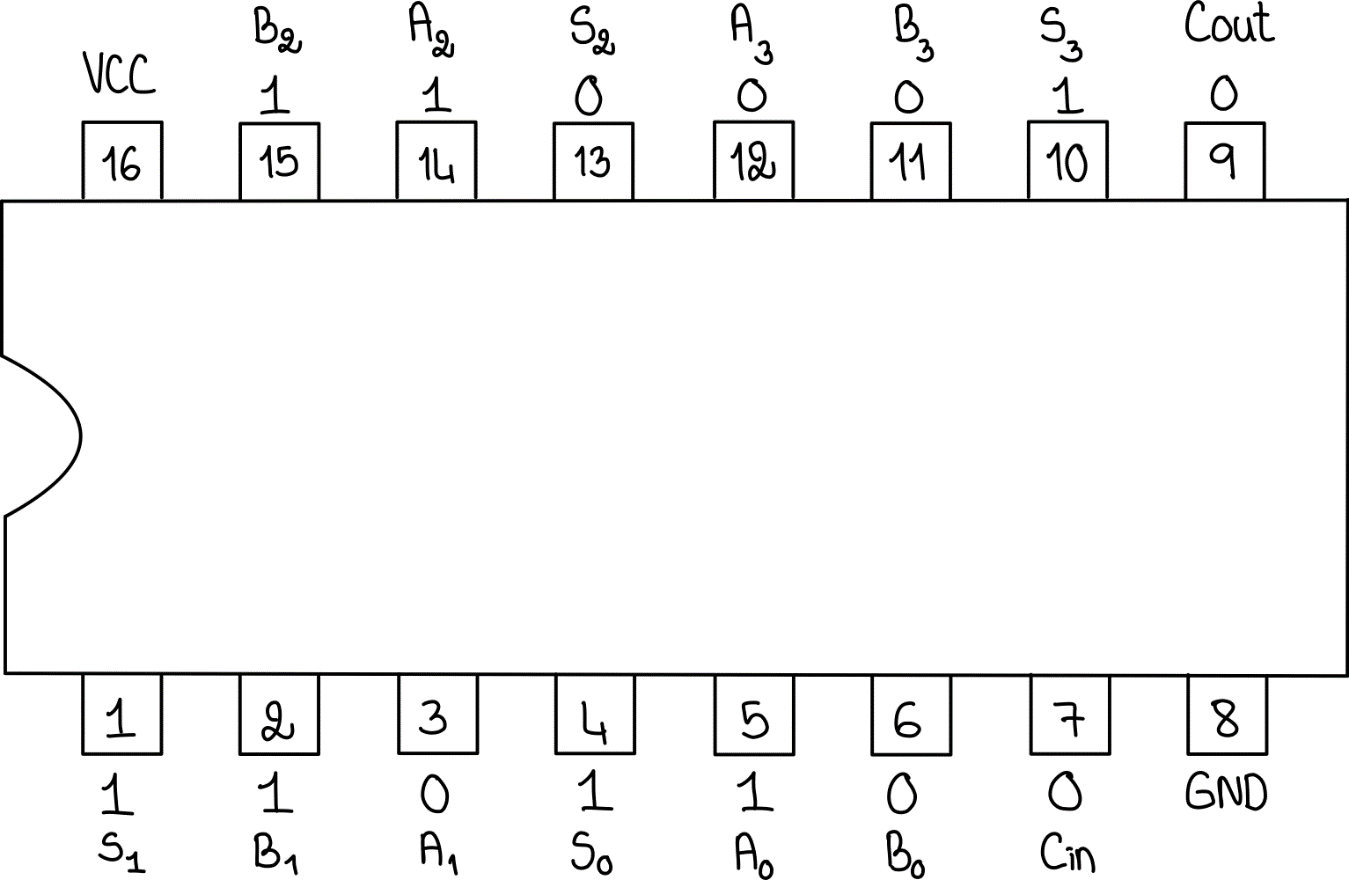 B₂ A₂ S₂ A₃ B₃ S₃ Cout
VCC 1 1 0 0 0 1 0
16 15 14 13 12 11 10 9
1 2 3 4 5 6 7 8
1 1 0 1 1 0 0 GND
S₁ B₁ A₁ S₀ A₀ B₀ Cin